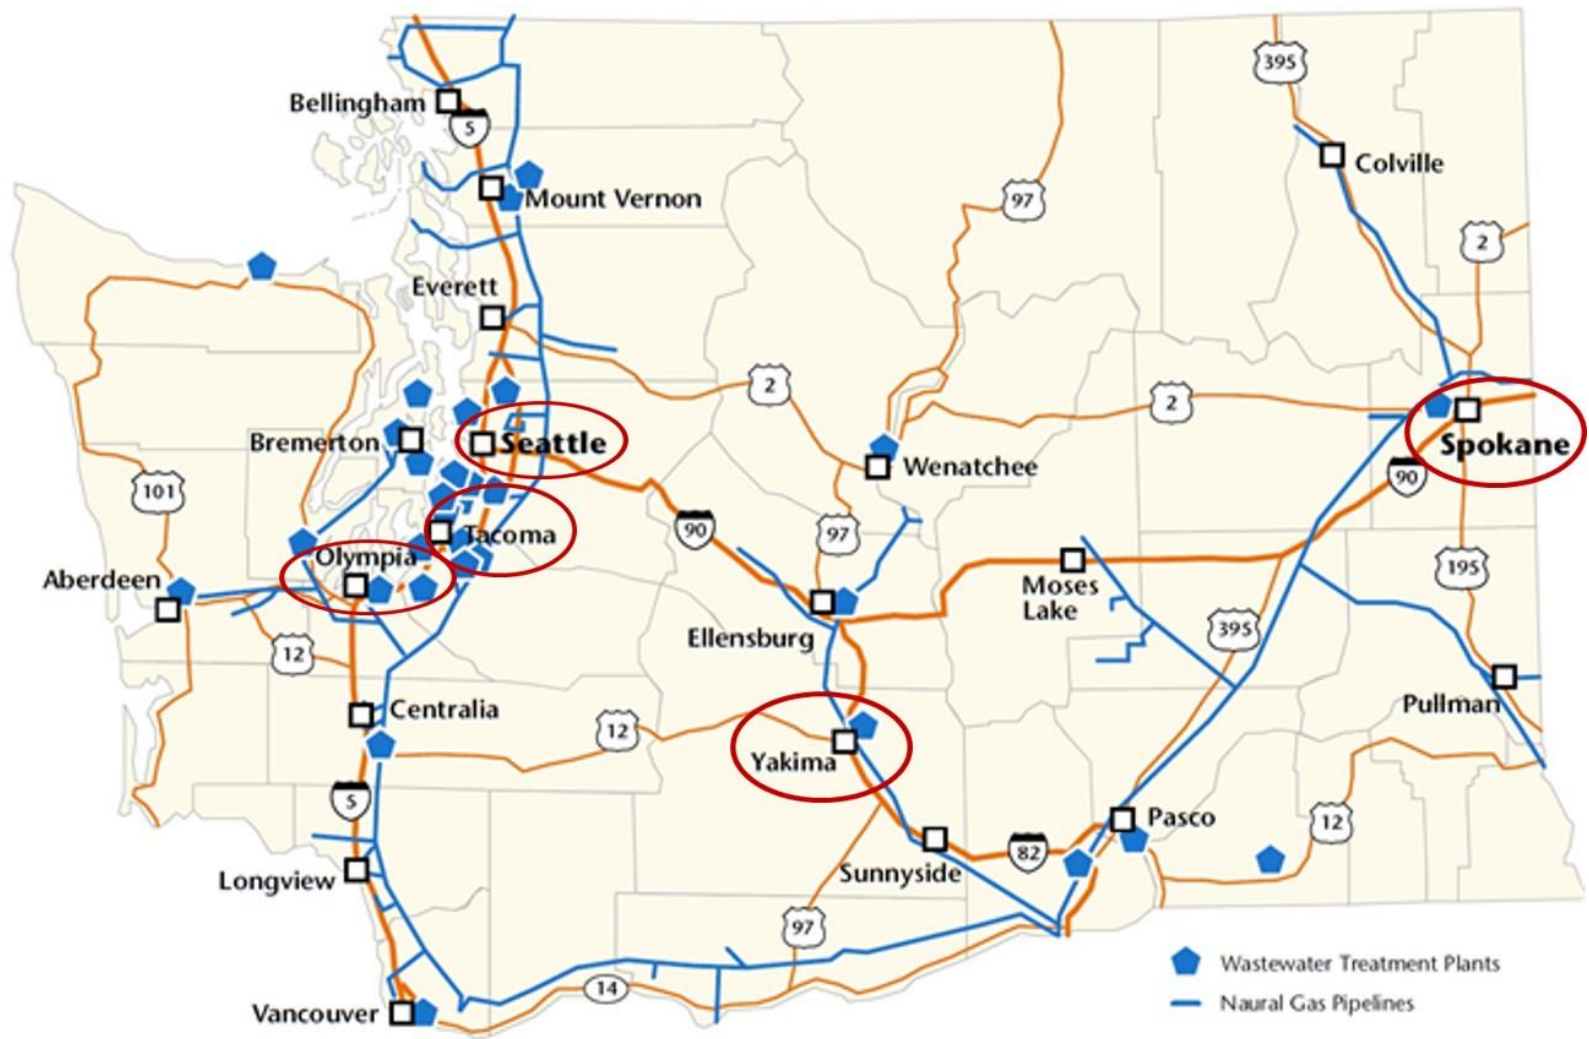 395
Bellingham
5
Colville
Mount Vernon
97
2
Everett
2
2
Bremerton
Seattle
Spokane
Wenatchee
90
101
90
97
Tacoma
Olympia
Aberdeen
Moses
Lake
195
Ellensburg
395
12
Pullman
Centralia
12
Yakima
5
Pasco
12
Sunnyside
82
Longview
97
Wastewater Treatment Plants
14
Naural Gas Pipelines
Vancouver